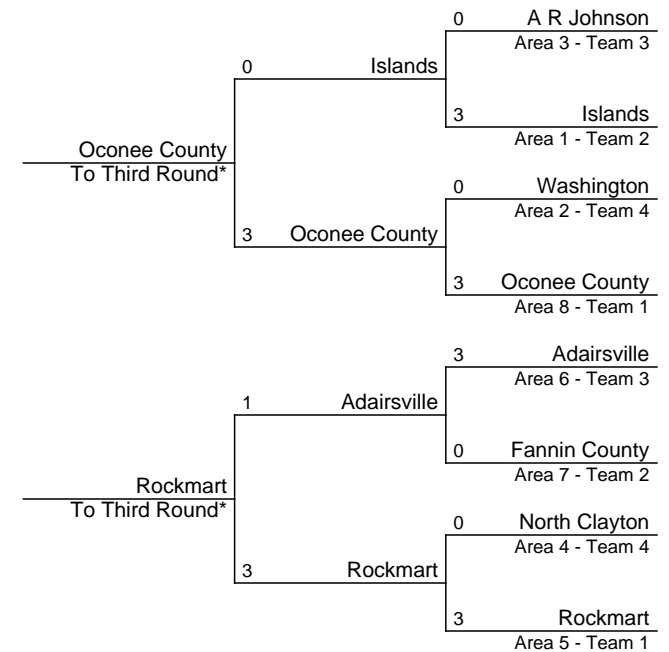 0 A R Johnson
Area 3 - Team 3
0 Islands
3 Islands
Area 1 - Team 2
Oconee County
To Third Round*
0 Washington
Area 2 - Team 4
3 Oconee County
3 Oconee County
Area 8 - Team 1
3 Adairsville
Area 6 - Team 3
1 Adairsville
0 Fannin County
Area 7 - Team 2
Rockmart
To Third Round*
0 North Clayton
Area 4 - Team 4
3 Rockmart
3 Rockmart
Area 5 - Team 1